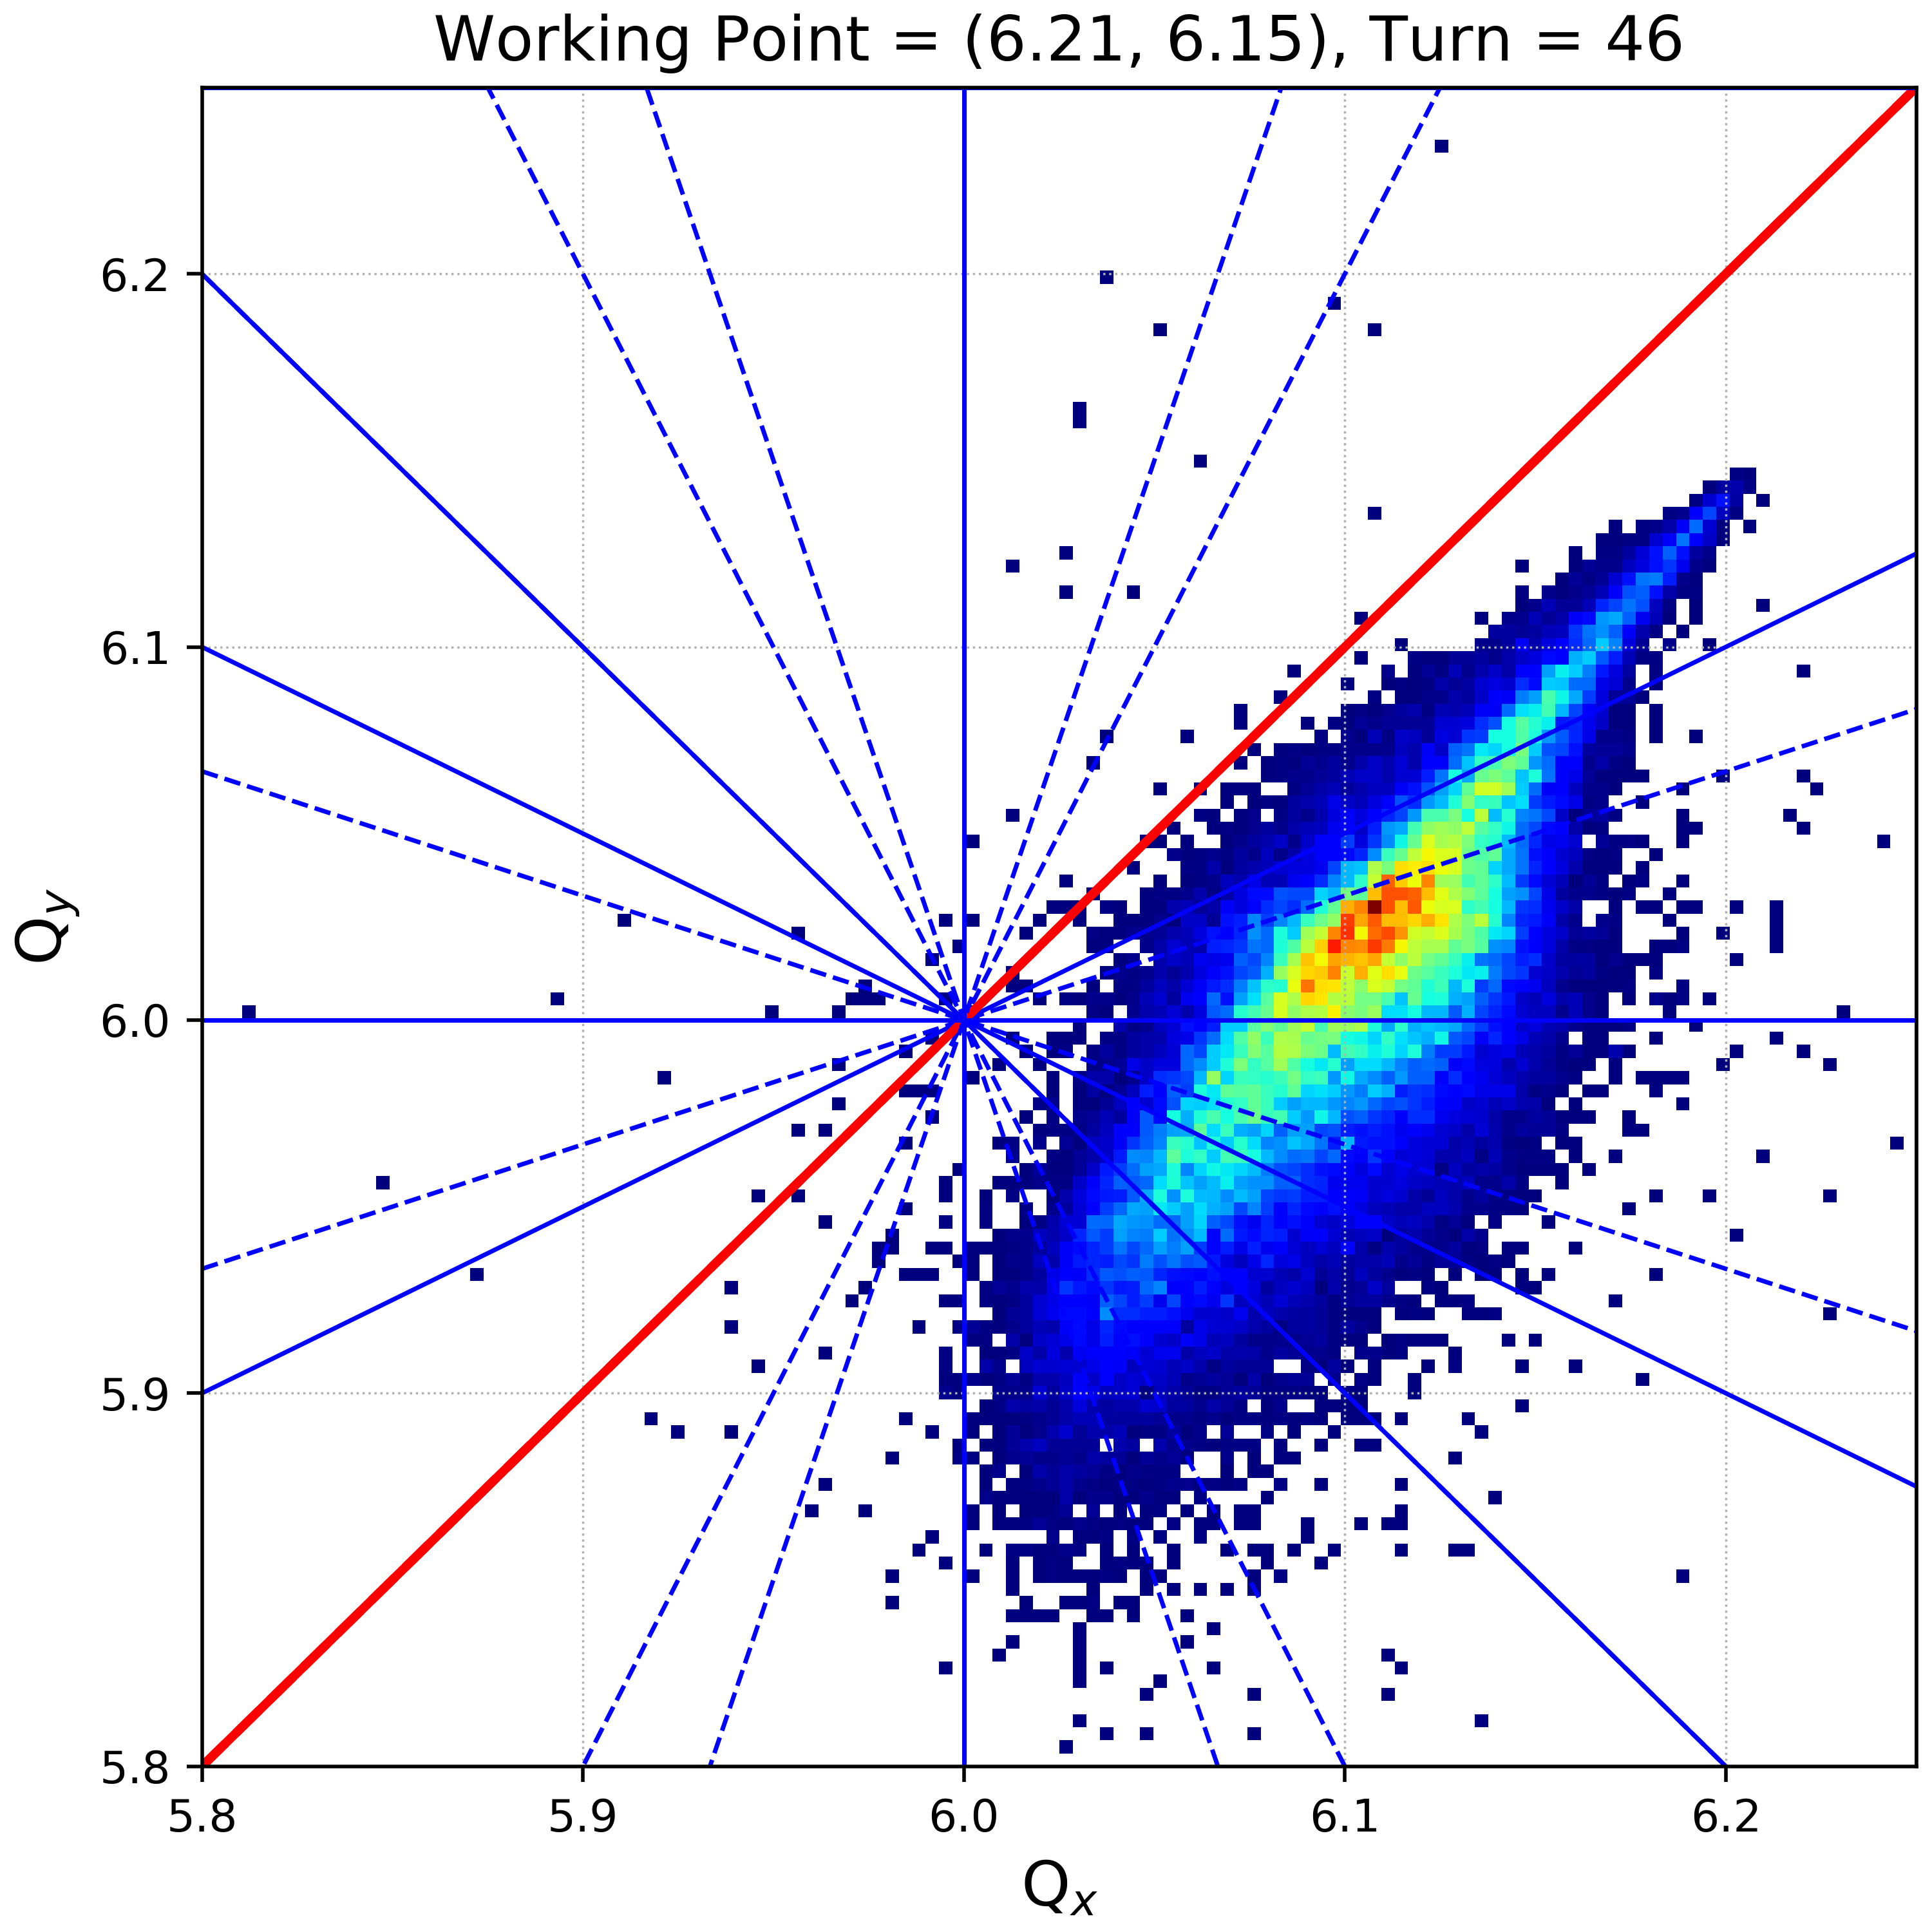 Working Point = (6.21, 6.15), Turn = 46
6.2
6.1
6.0
5.9
5.8
Qy
5.8 5.9 6.0 6.1 6.2
Qx